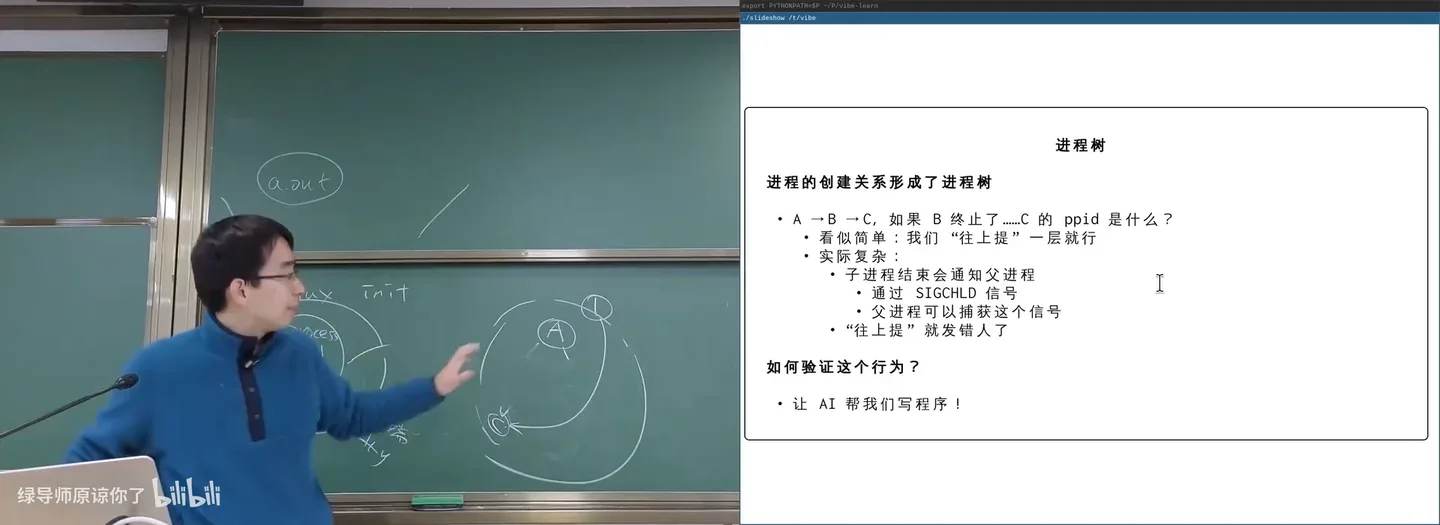 export PYTHONPATH=$P ~/P/vibe-learn
./slideshow /t/vibe
a.out
init
A
I
C
绿导师原谅你了 bilibili
进程树
进程的创建关系形成了进程树
• A →B →C, 如果 B 终止了……C 的 ppid 是什么？
• 看似简单：我们 “往上提” 一层就行
• 实际复杂：
• 子进程结束会通知父进程
• 通过 SIGCHLD 信号
• 父进程可以捕获这个信号
• “往上提” 就发错人了
如何验证这个行为？
• 让 AI 帮我们写程序！